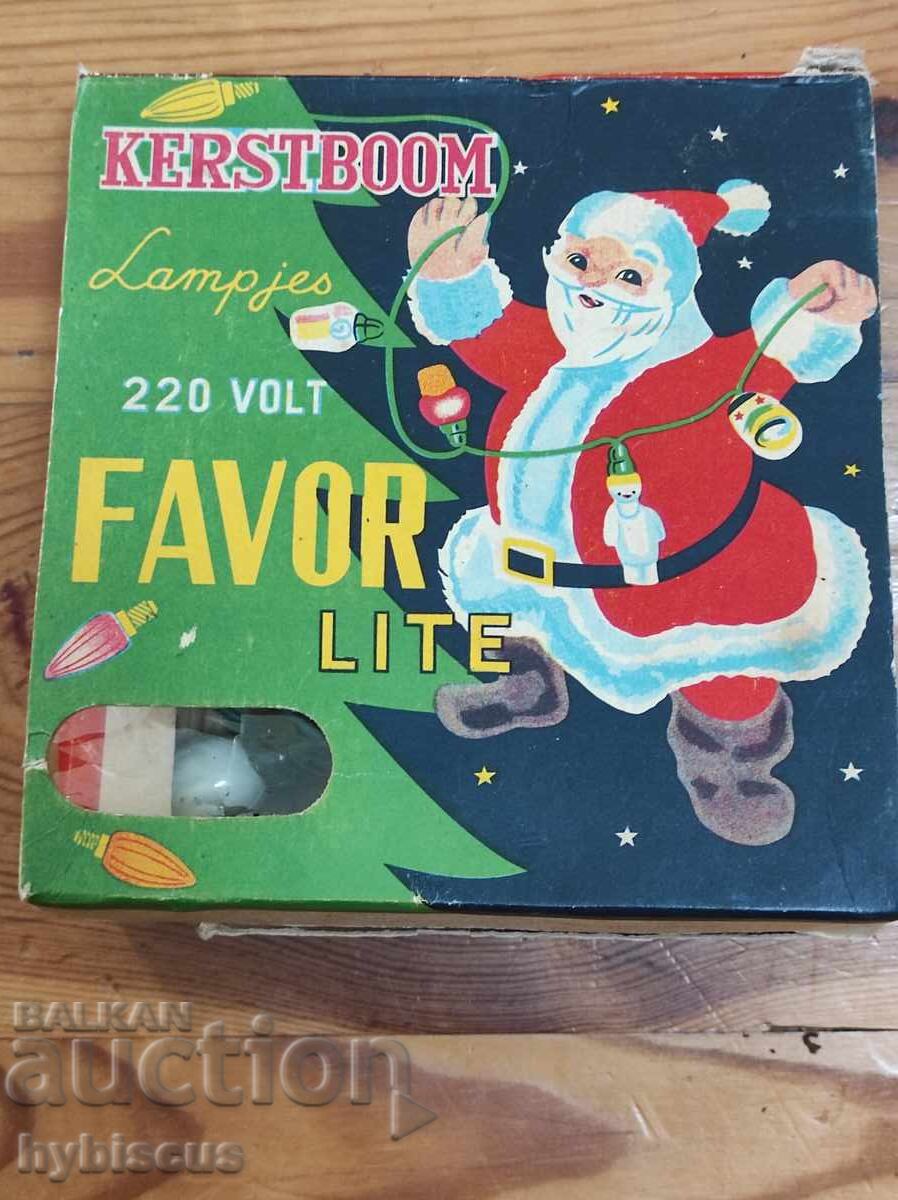 KERSTBOOM
Lampjes
220 VOLT
FAVOR
LITE
BALKAN
auction
hybiscus